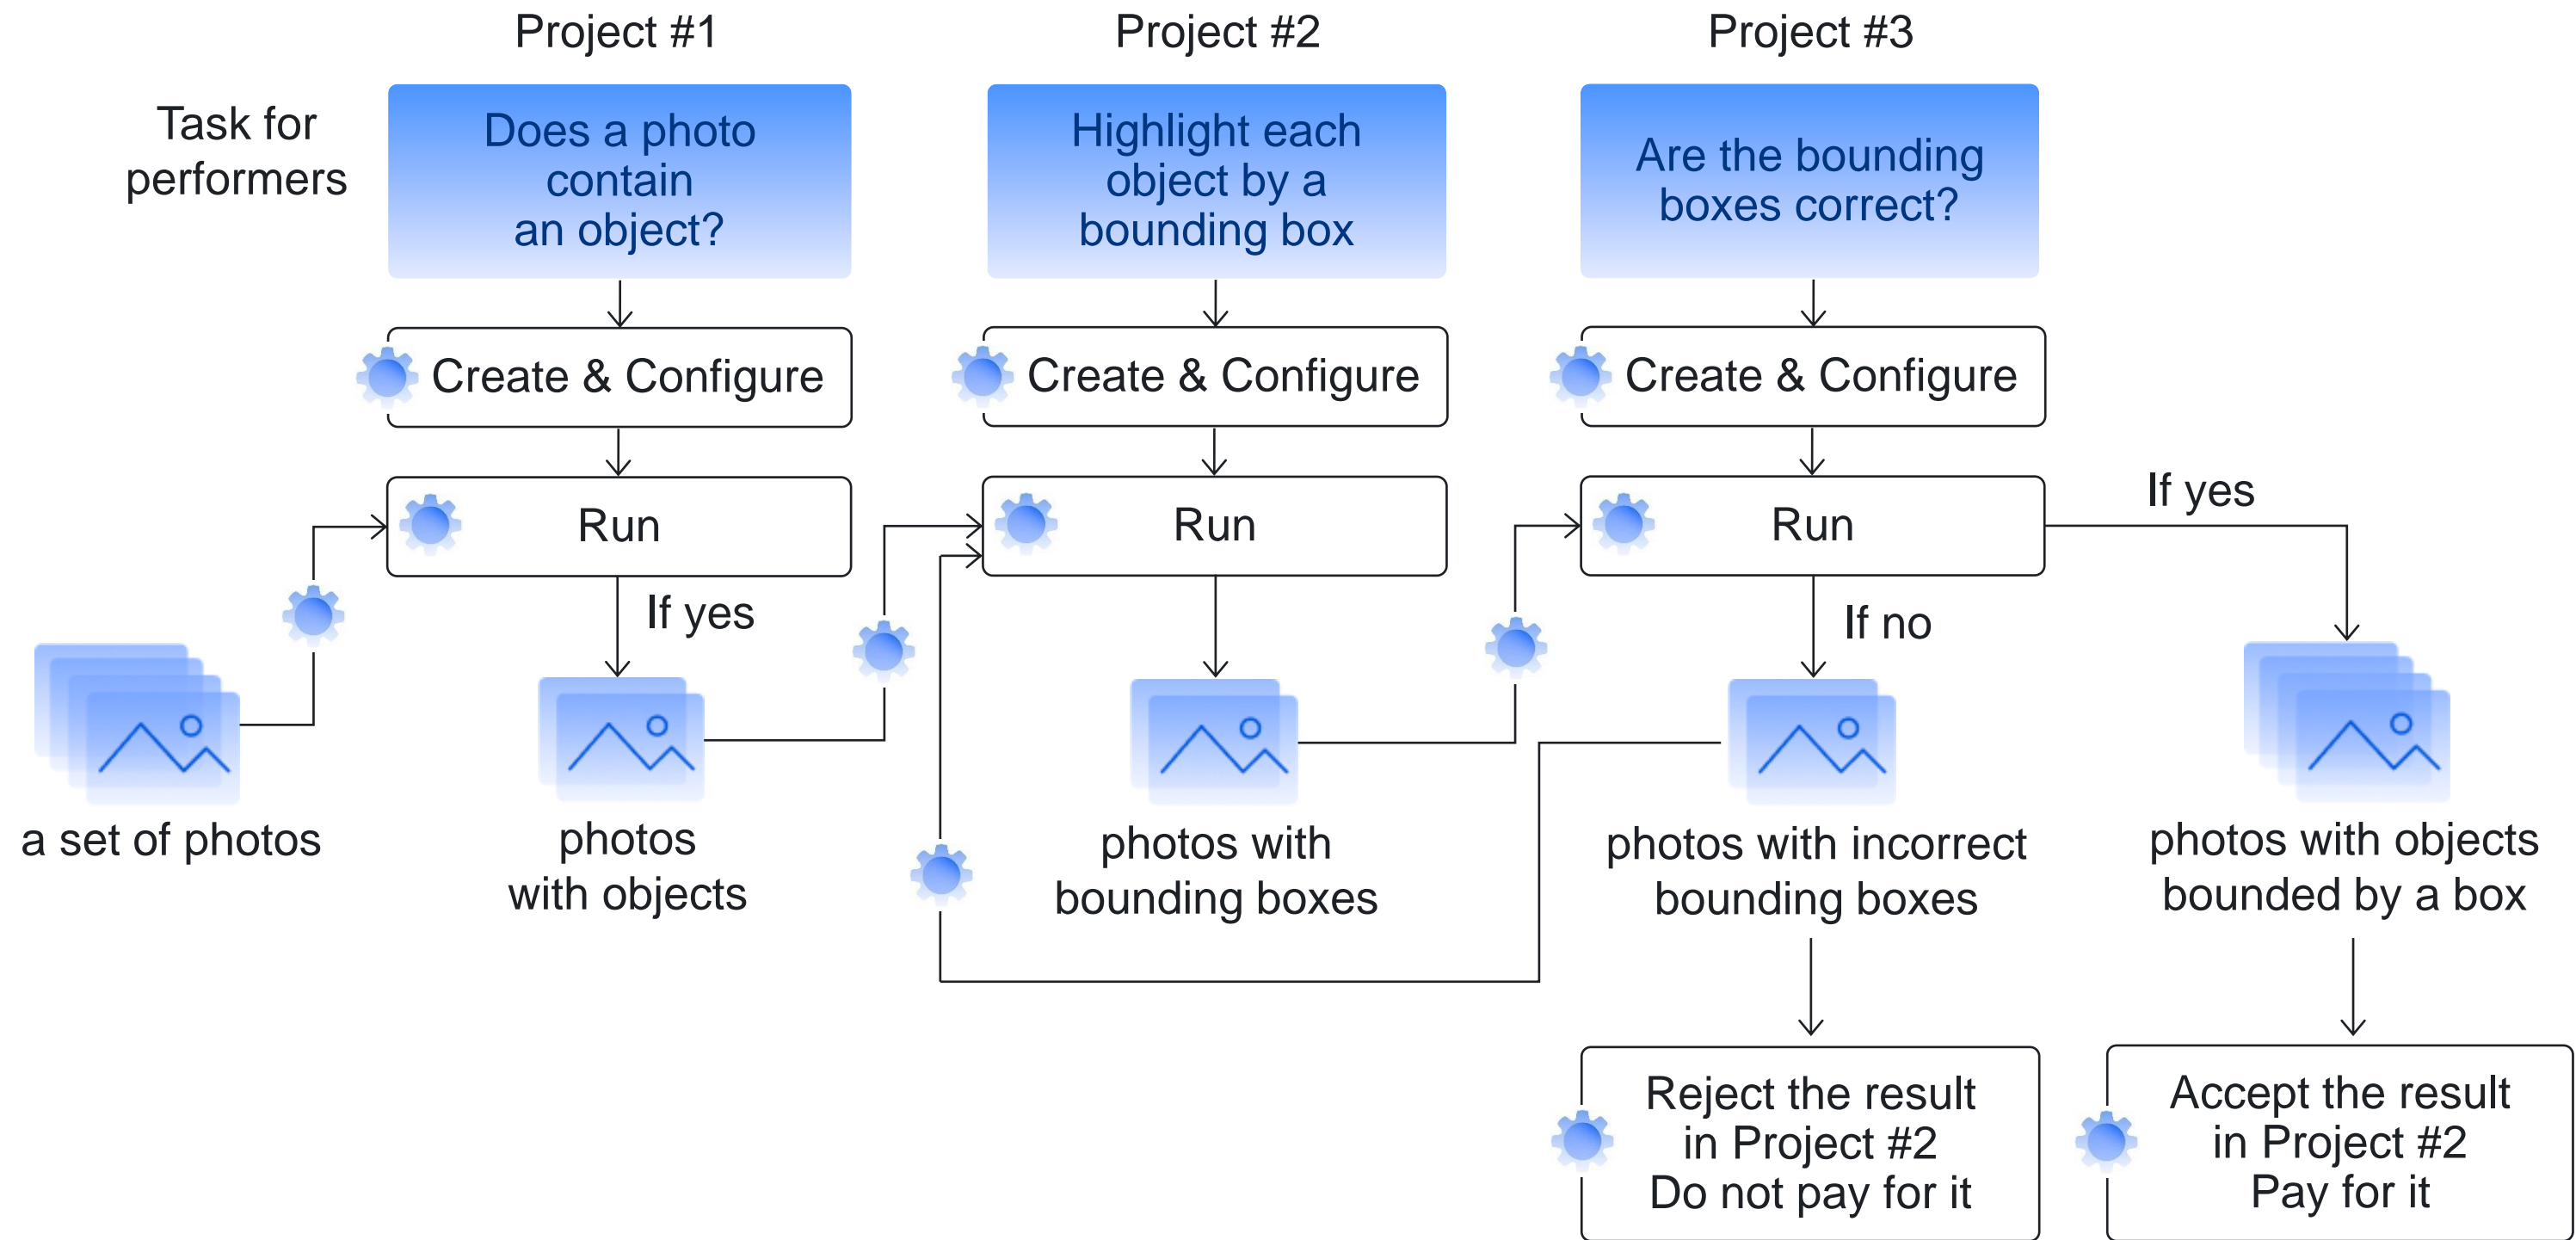 Project #1
Project #2
Project #3
Task for
performers
Does a photo
contain
an object?
Highlight each
object by a
bounding box
Are the bounding
boxes correct?
Create & Configure
Create & Configure
Create & Configure
Run
Run
Run
If yes
If yes
If no
a set of photos
photos
with objects
photos with
bounding boxes
photos with incorrect
bounding boxes
photos with objects
bounded by a box
Reject the result
in Project #2
Do not pay for it
Accept the result
in Project #2
Pay for it